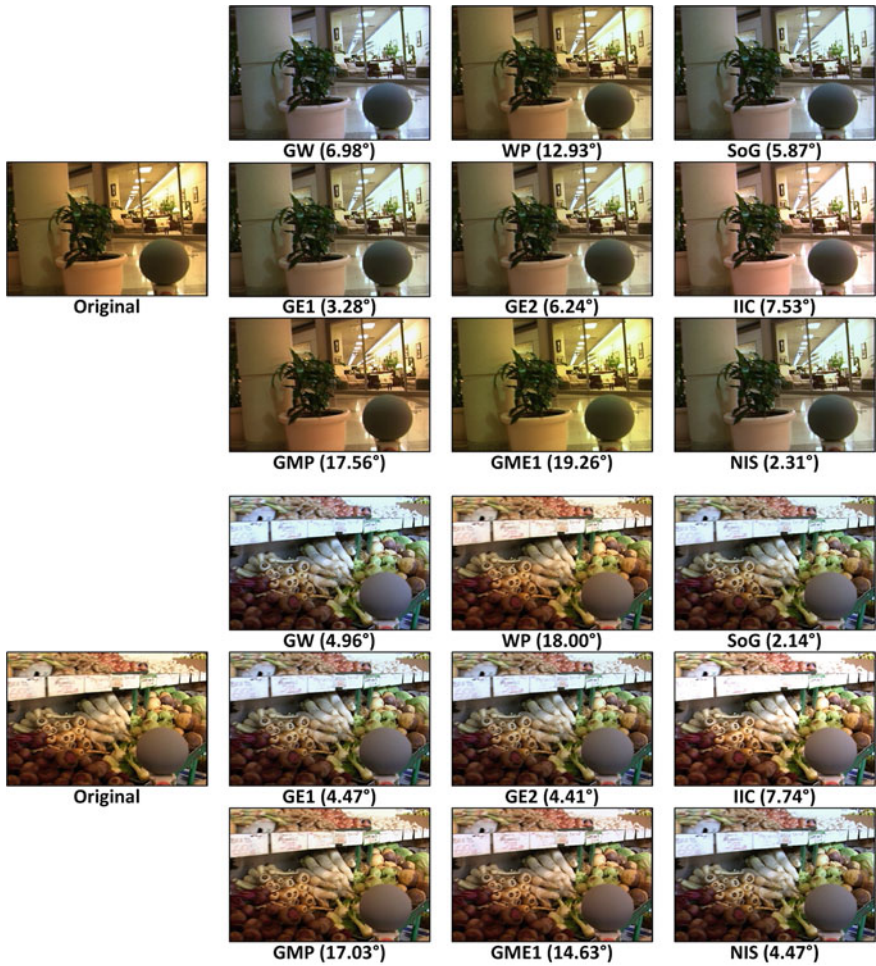 GW (6.98°)
WP (12.93°)
SoG (5.87°)
Original
GE1 (3.28°)
GE2 (6.24°)
IIC (7.53°)
GMP (17.56°)
GME1 (19.26°)
NIS (2.31°)
GW (4.96°)
WP (18.00°)
SoG (2.14°)
Original
GE1 (4.47°)
GE2 (4.41°)
IIC (7.74°)
GMP (17.03°)
GME1 (14.63°)
NIS (4.47°)